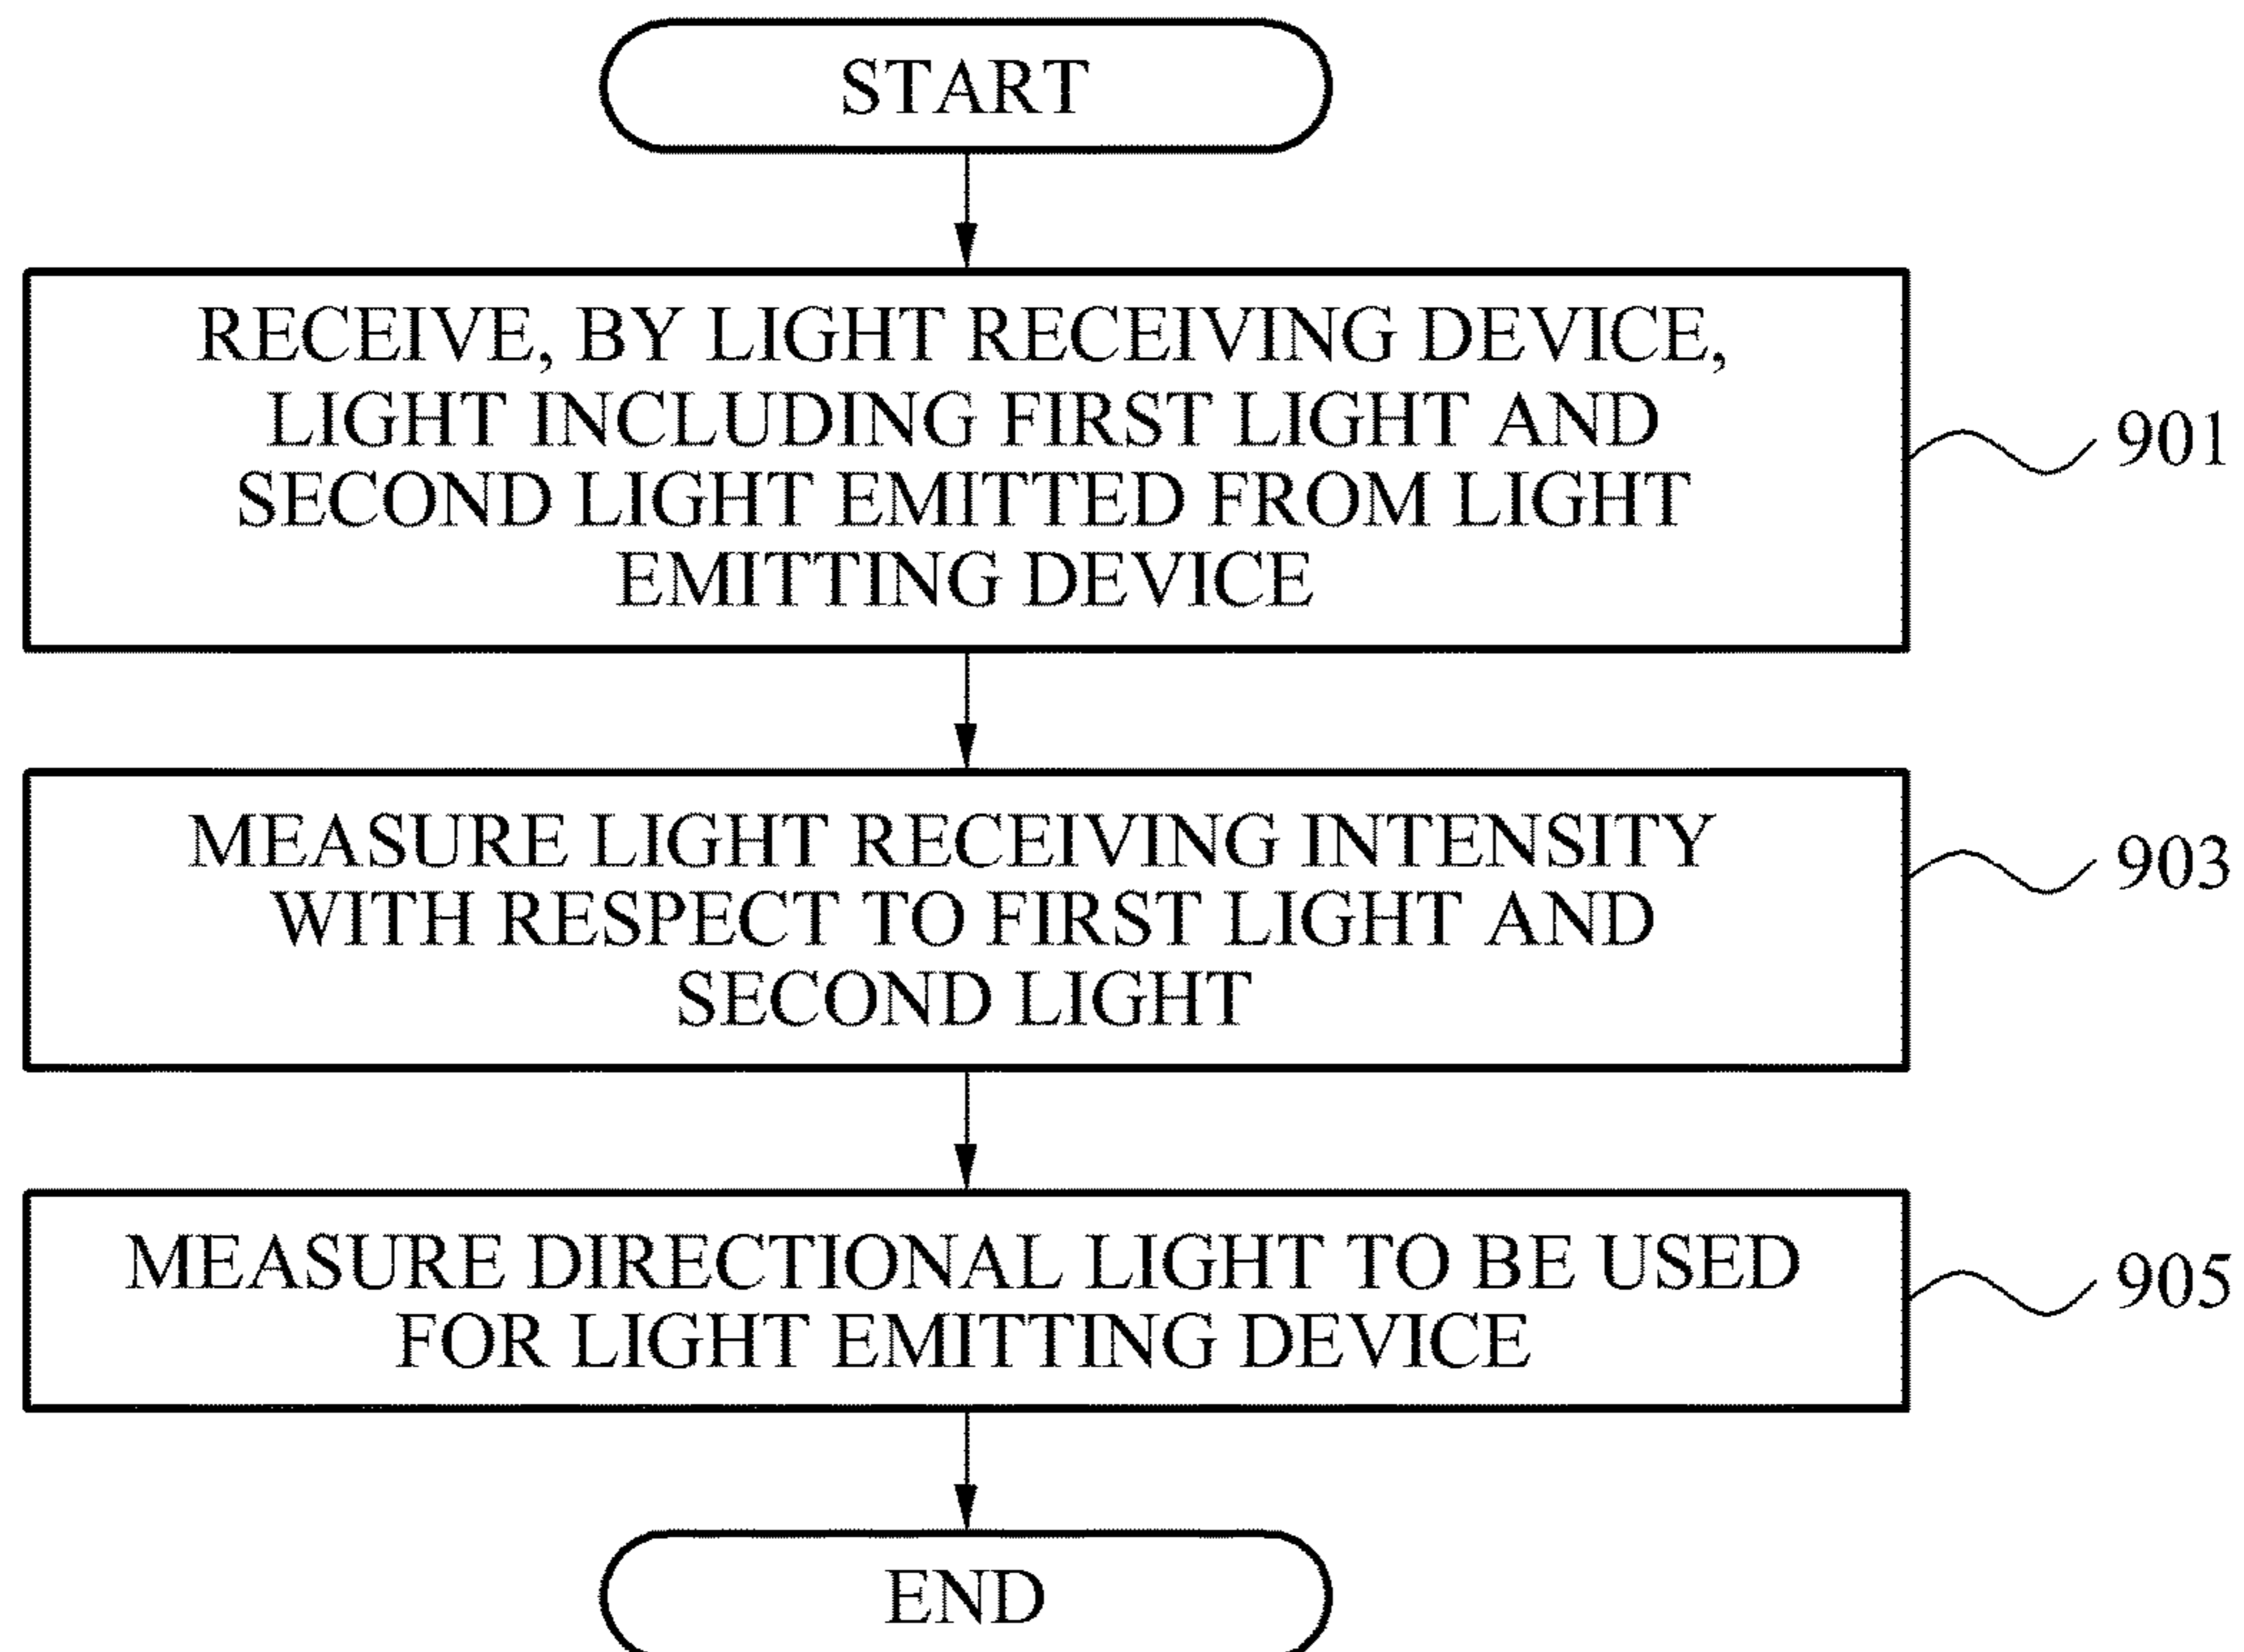 START
RECEIVE, BY LIGHT RECEIVING DEVICE,
LIGHT INCLUDING FIRST LIGHT AND
SECOND LIGHT EMITTED FROM LIGHT
EMITTING DEVICE
901
MEASURE LIGHT RECEIVING INTENSITY
WITH RESPECT TO FIRST LIGHT AND
SECOND LIGHT
903
MEASURE DIRECTIONAL LIGHT TO BE USED
FOR LIGHT EMITTING DEVICE
905
END